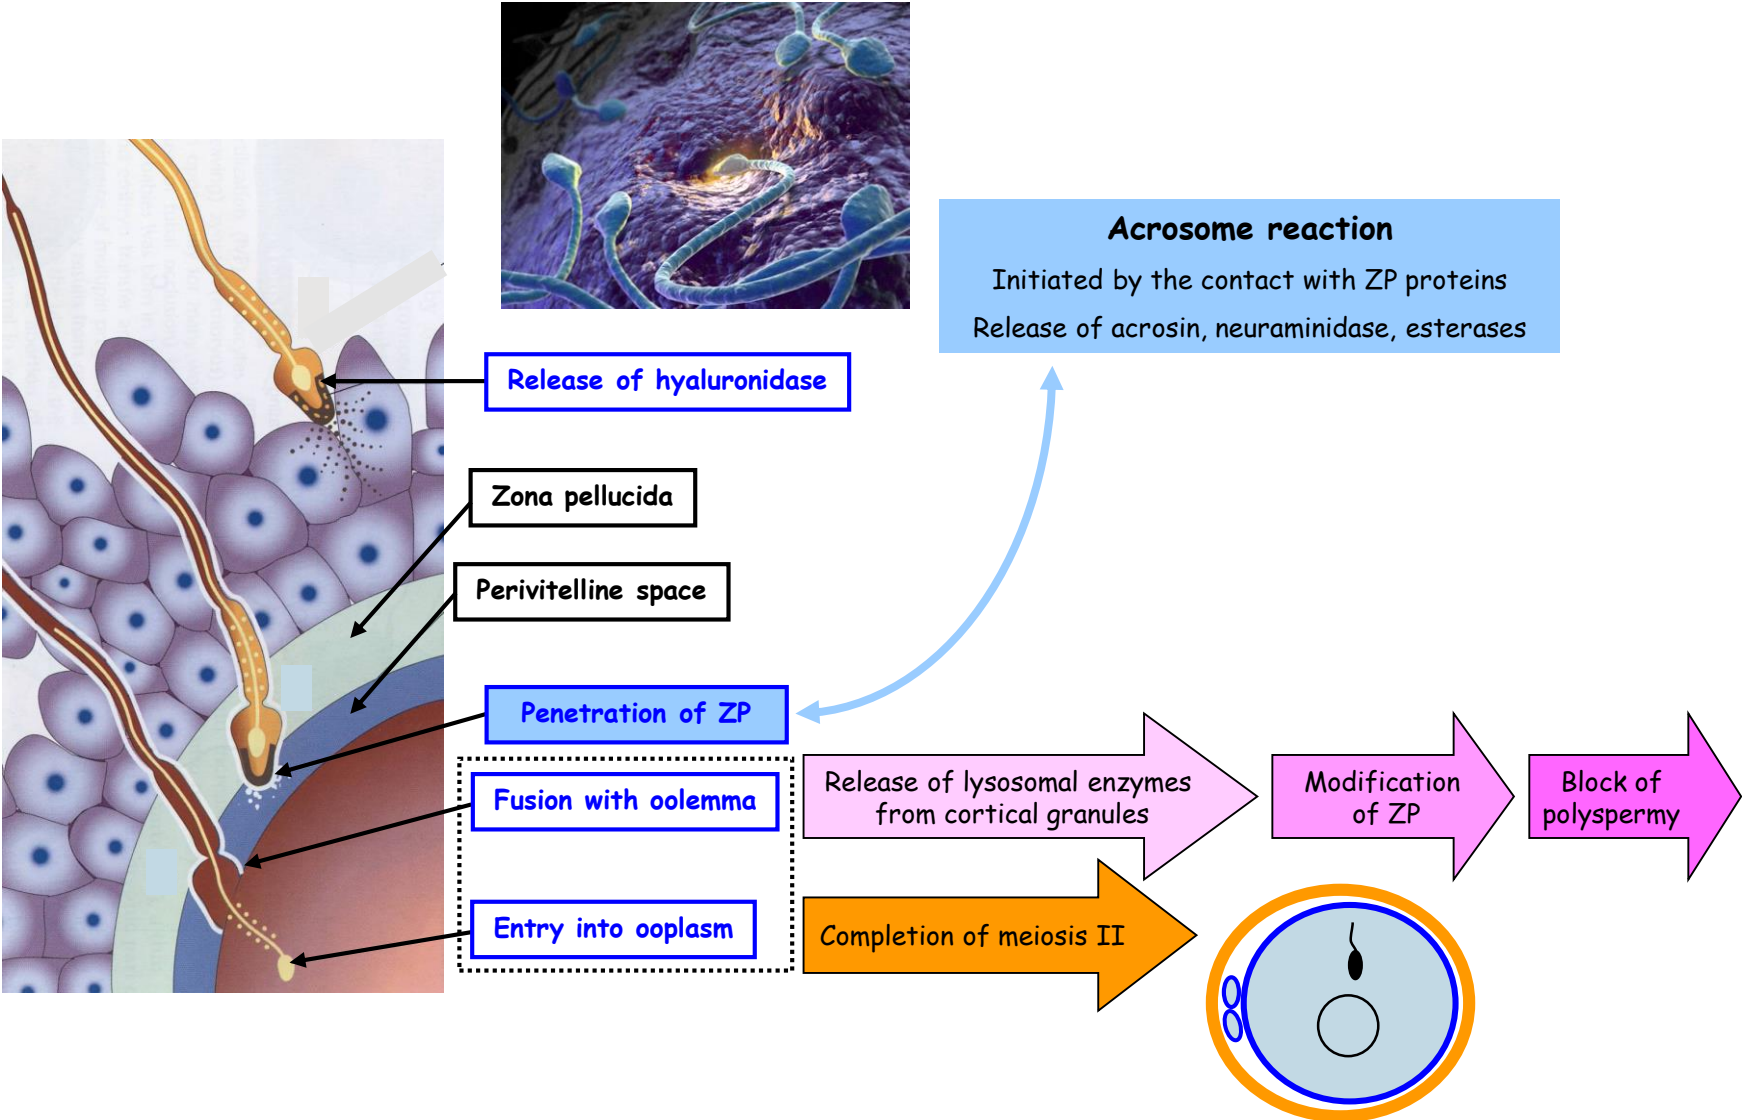 Acrosome reaction
Initiated by the contact with ZP proteins
Release of acrosin, neuraminidase, esterases
Release of hyaluronidase
Zona pellucida
Perivitelline space
Penetration of ZP
Fusion with oolemma
Entry into ooplasm
Release of lysosomal enzymes
from cortical granules
Modification
of ZP
Block of
polyspermy
Completion of meiosis II